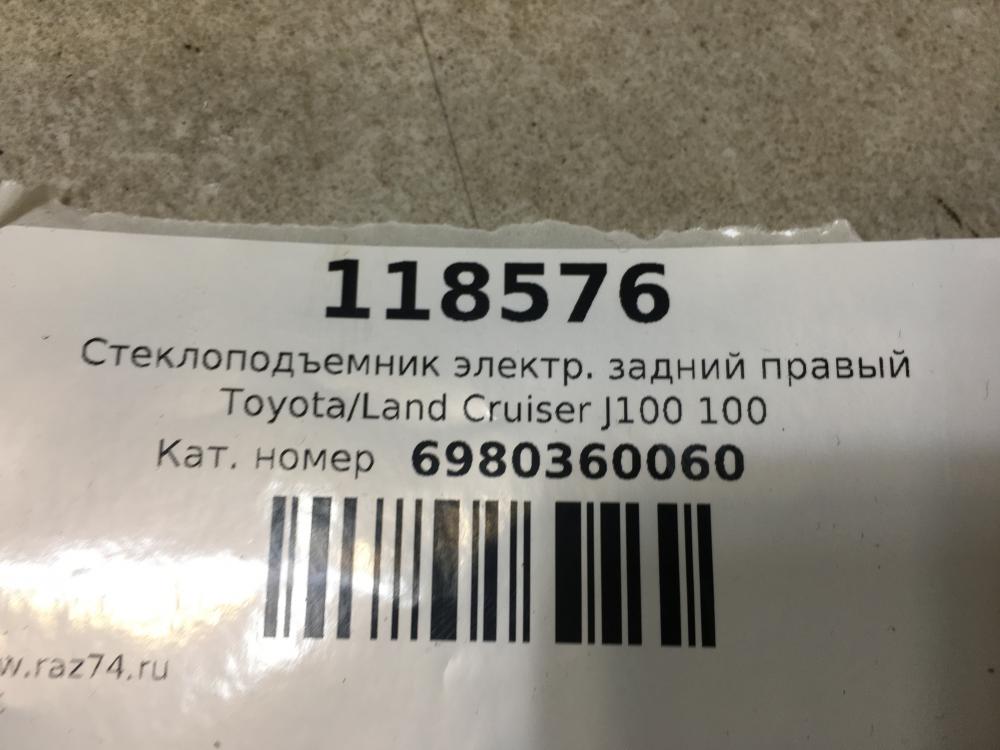 118576
Стеклоподъемник электр. задний правый
Toyota/Land Cruiser J100 100
Кат. номер 6980360060
w.raz74.ru